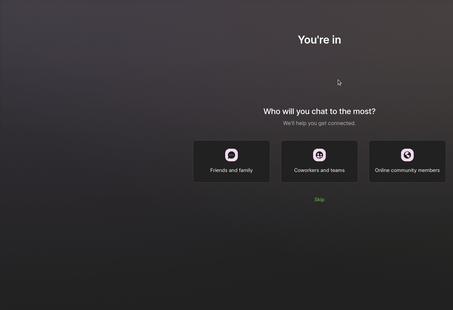 You're in
Who will you chat to the most?
We'll help you get connected.
Friends and family
Coworkers and teams
Online community members
Skip